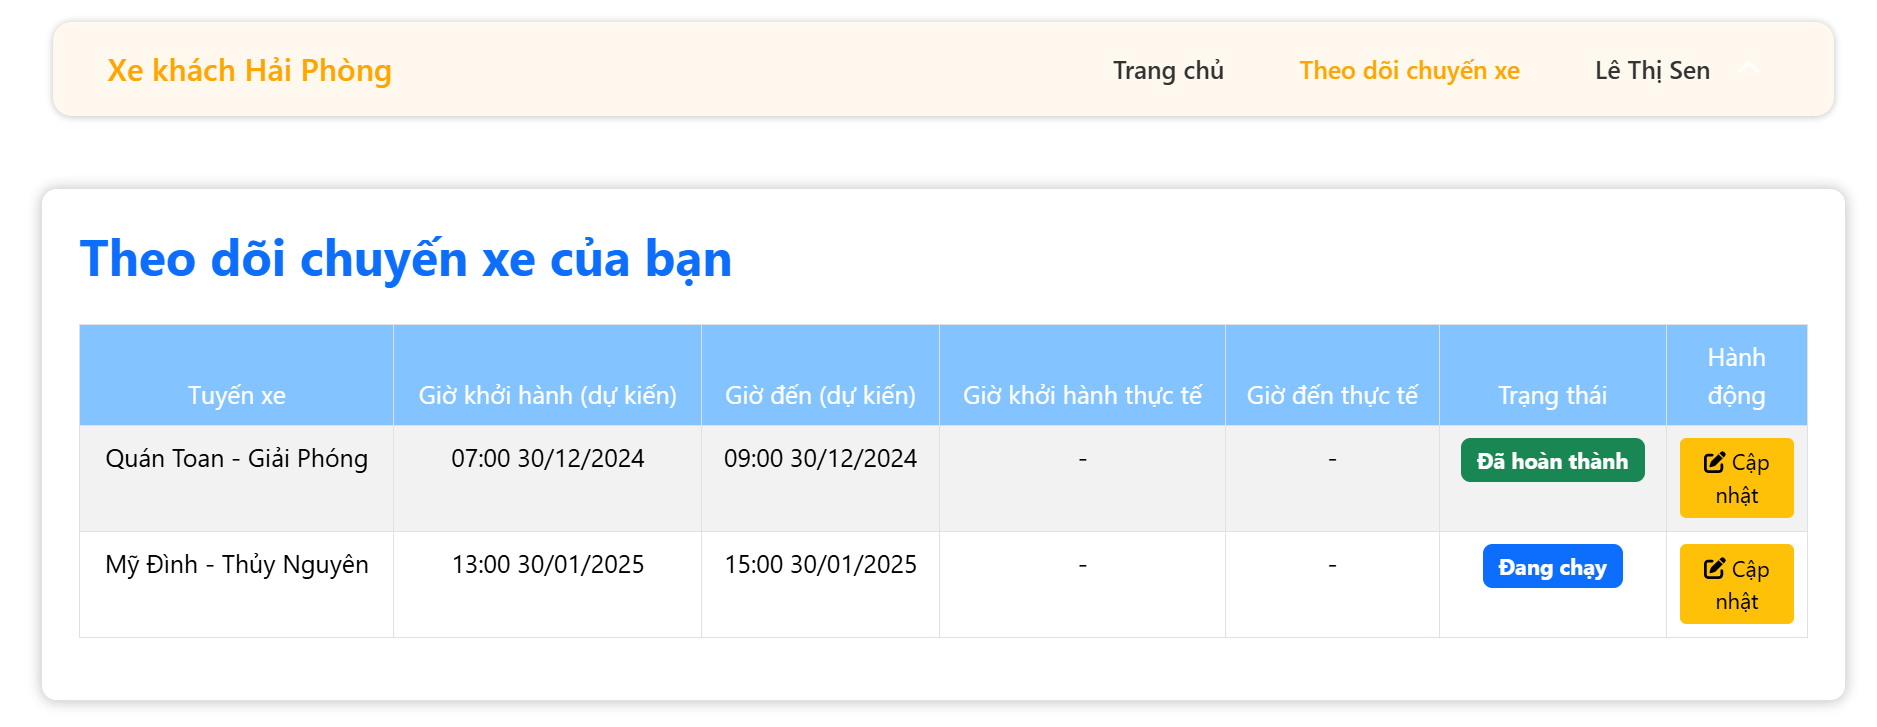 Xe khách Hải Phòng
Trang chủ
Theo dõi chuyến xe
Lê Thị Sen
Theo dõi chuyến xe của bạn
Tuyến xe
Giờ khởi hành (dự kiến)
Giờ đến (dự kiến)
Giờ khởi hành thực tế
Giờ đến thực tế
Trạng thái
Hành
động
Quán Toan - Giải Phóng
07:00 30/12/2024
09:00 30/12/2024
-
-
Đã hoàn thành
Cập
nhật
Mỹ Đình - Thủy Nguyên
13:00 30/01/2025
15:00 30/01/2025
-
-
Đang chạy
Cập
nhật